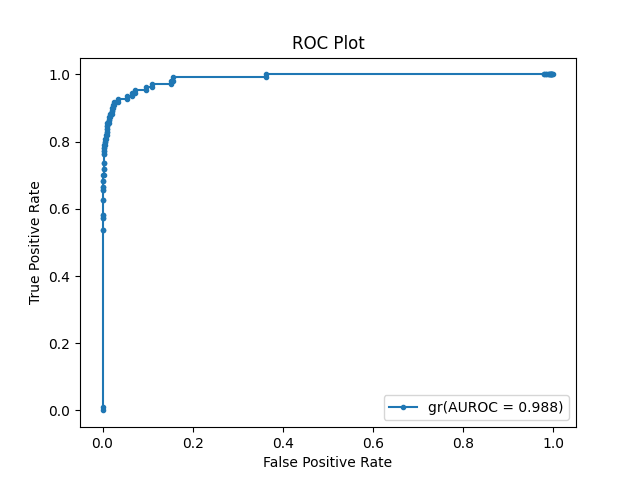 ROC Plot
1.0
0.8
0.6
0.4
0.2
0.0
True Positive Rate
gr(AUROC = 0.988)
0.0 0.2 0.4 0.6 0.8 1.0
False Positive Rate